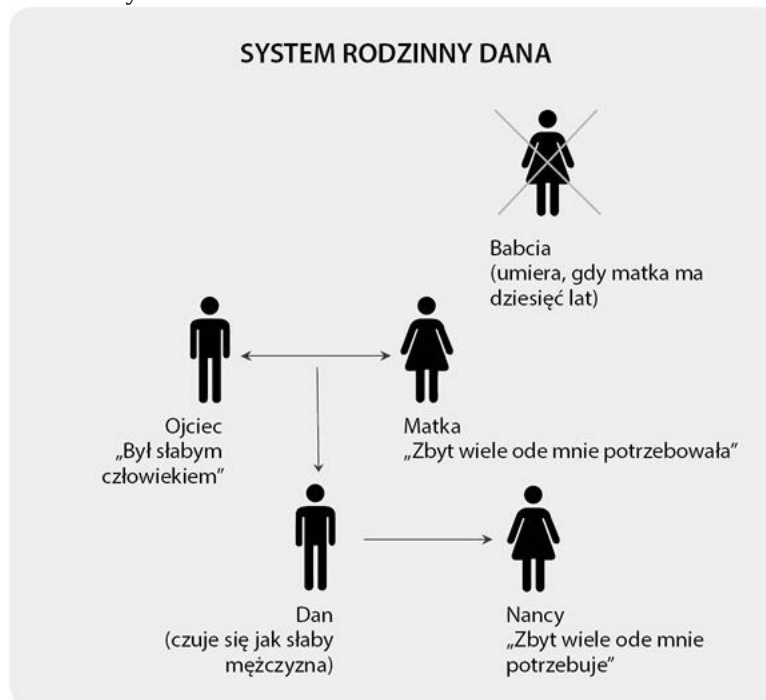 SYSTEM RODZINNY DANA
Babcia
(umiera, gdy matka ma
dziesięć lat)
Ojciec
„Był słabym
człowiekiem”
Matka
„Zbyt wiele ode mnie potrzebowała”
Dan
(czuje się jak słaby
mężczyzna)
Nancy
„Zbyt wiele ode mnie
potrzebuje”